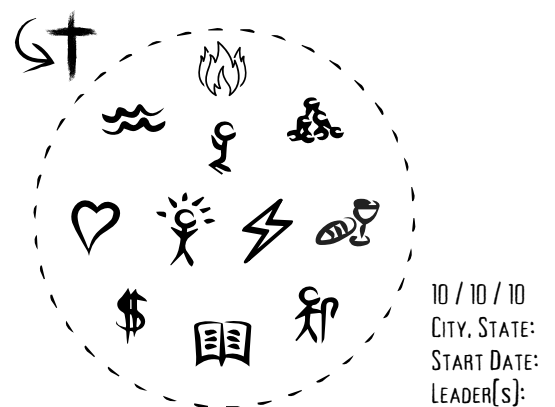 $
10 / 10 / 10
City, State:
Start Date:
Leader(s):